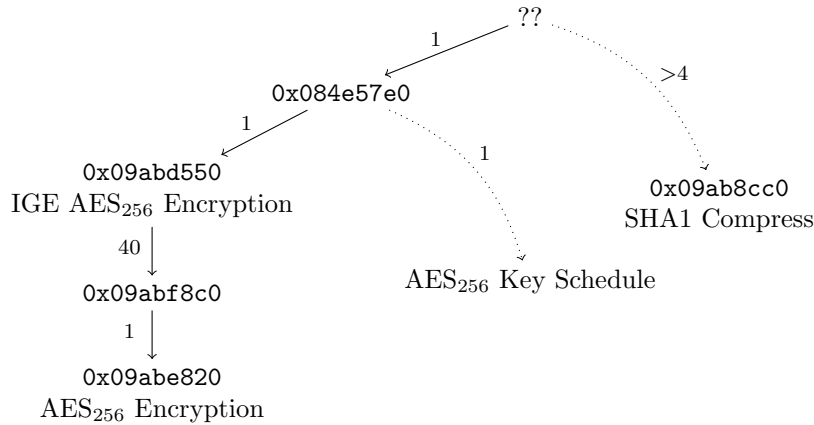 ??
1
>4
0x084e57e0
1
1
0x09abd550
IGE AES256 Encryption
0x09ab8cc0
SHA1 Compress
40
AES256 Key Schedule
0x09abf8c0
1
0x09abe820
AES256 Encryption